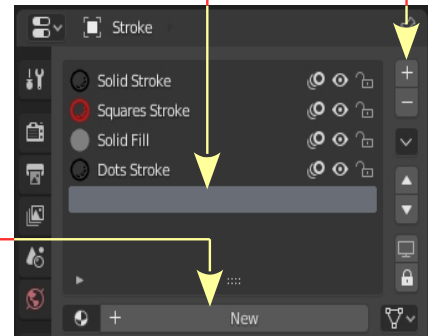 Stroke
Solid Stroke
Squares Stroke
Solid Fill
Dots Stroke
New